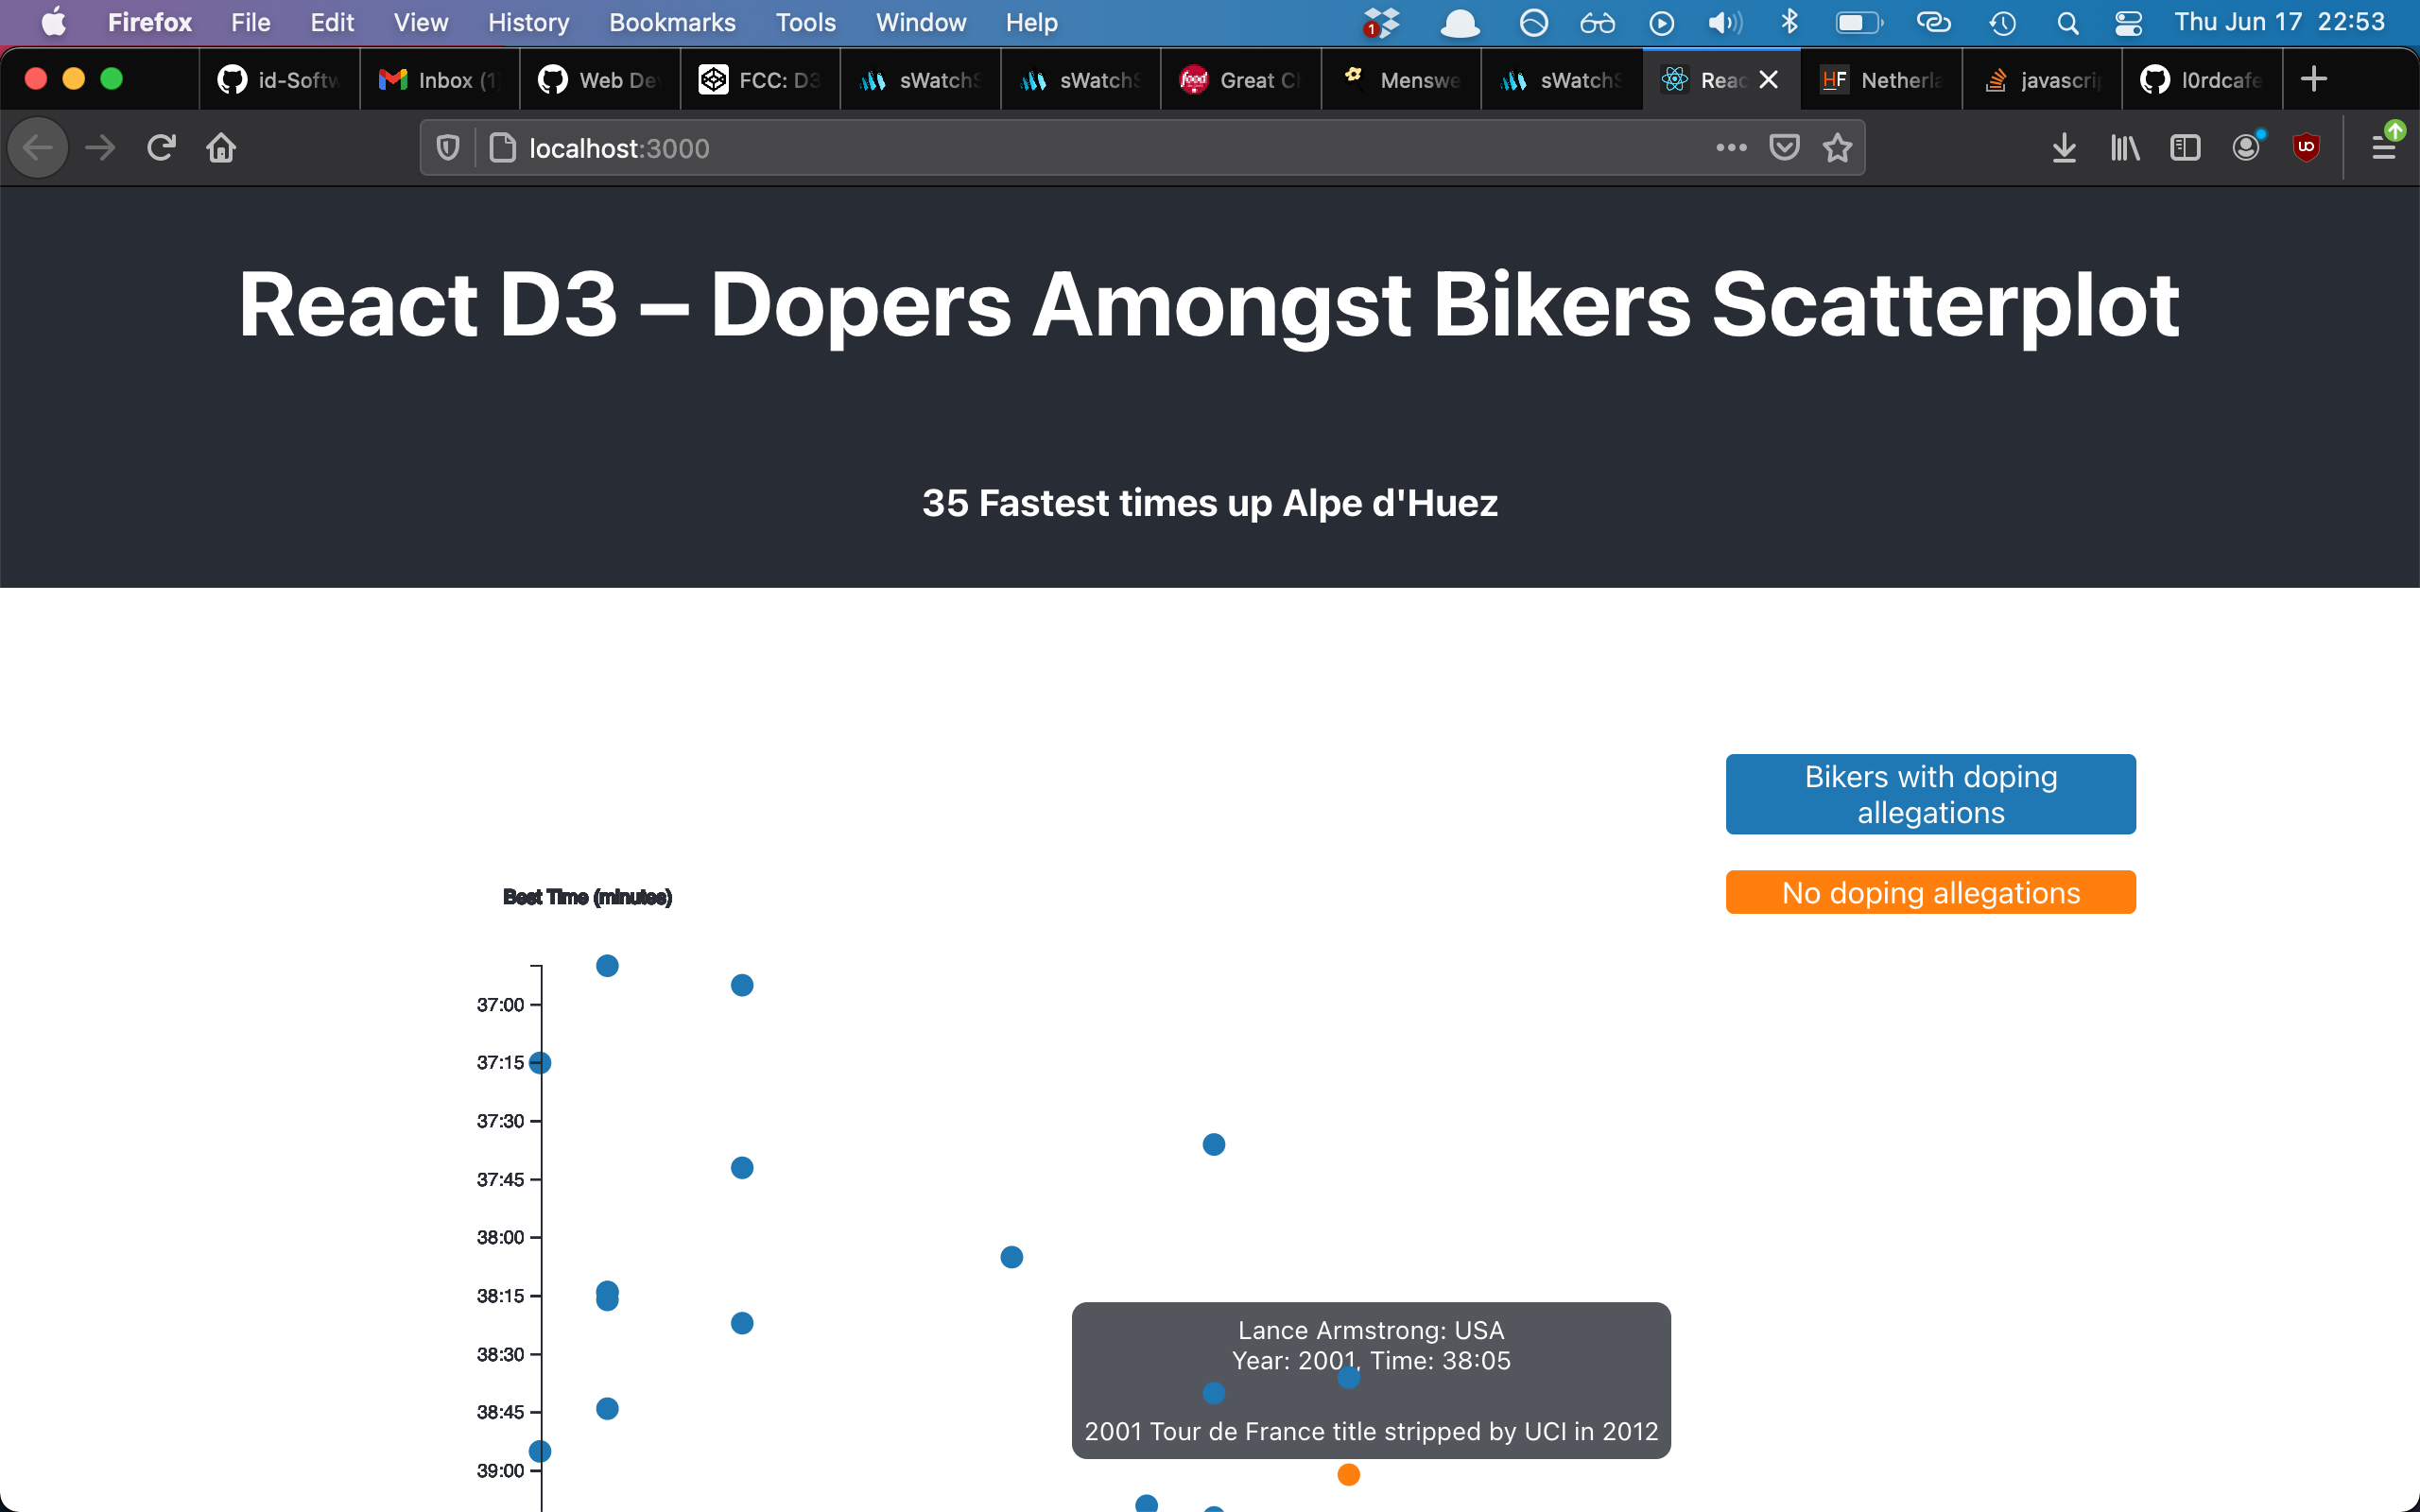 Firefox File Edit View History Bookmarks Tools Window Help 1 Thu Jun 17 22:53
id-Softw Inbox (1) Web De FCC: D3 sWatchS sWatchS Great Cl Menswe sWatchS Reac HF Netherla javascri l0rdcafe
localhost:3000
React D3 – Dopers Amongst Bikers Scatterplot
35 Fastest times up Alpe d'Huez
Bikers with doping
allegations
No doping allegations
Best Time (minutes)
37:00
37:15
37:30
37:45
38:00
38:15
38:30
38:45
39:00
Lance Armstrong: USA
Year: 2001, Time: 38:05
2001 Tour de France title stripped by UCI in 2012